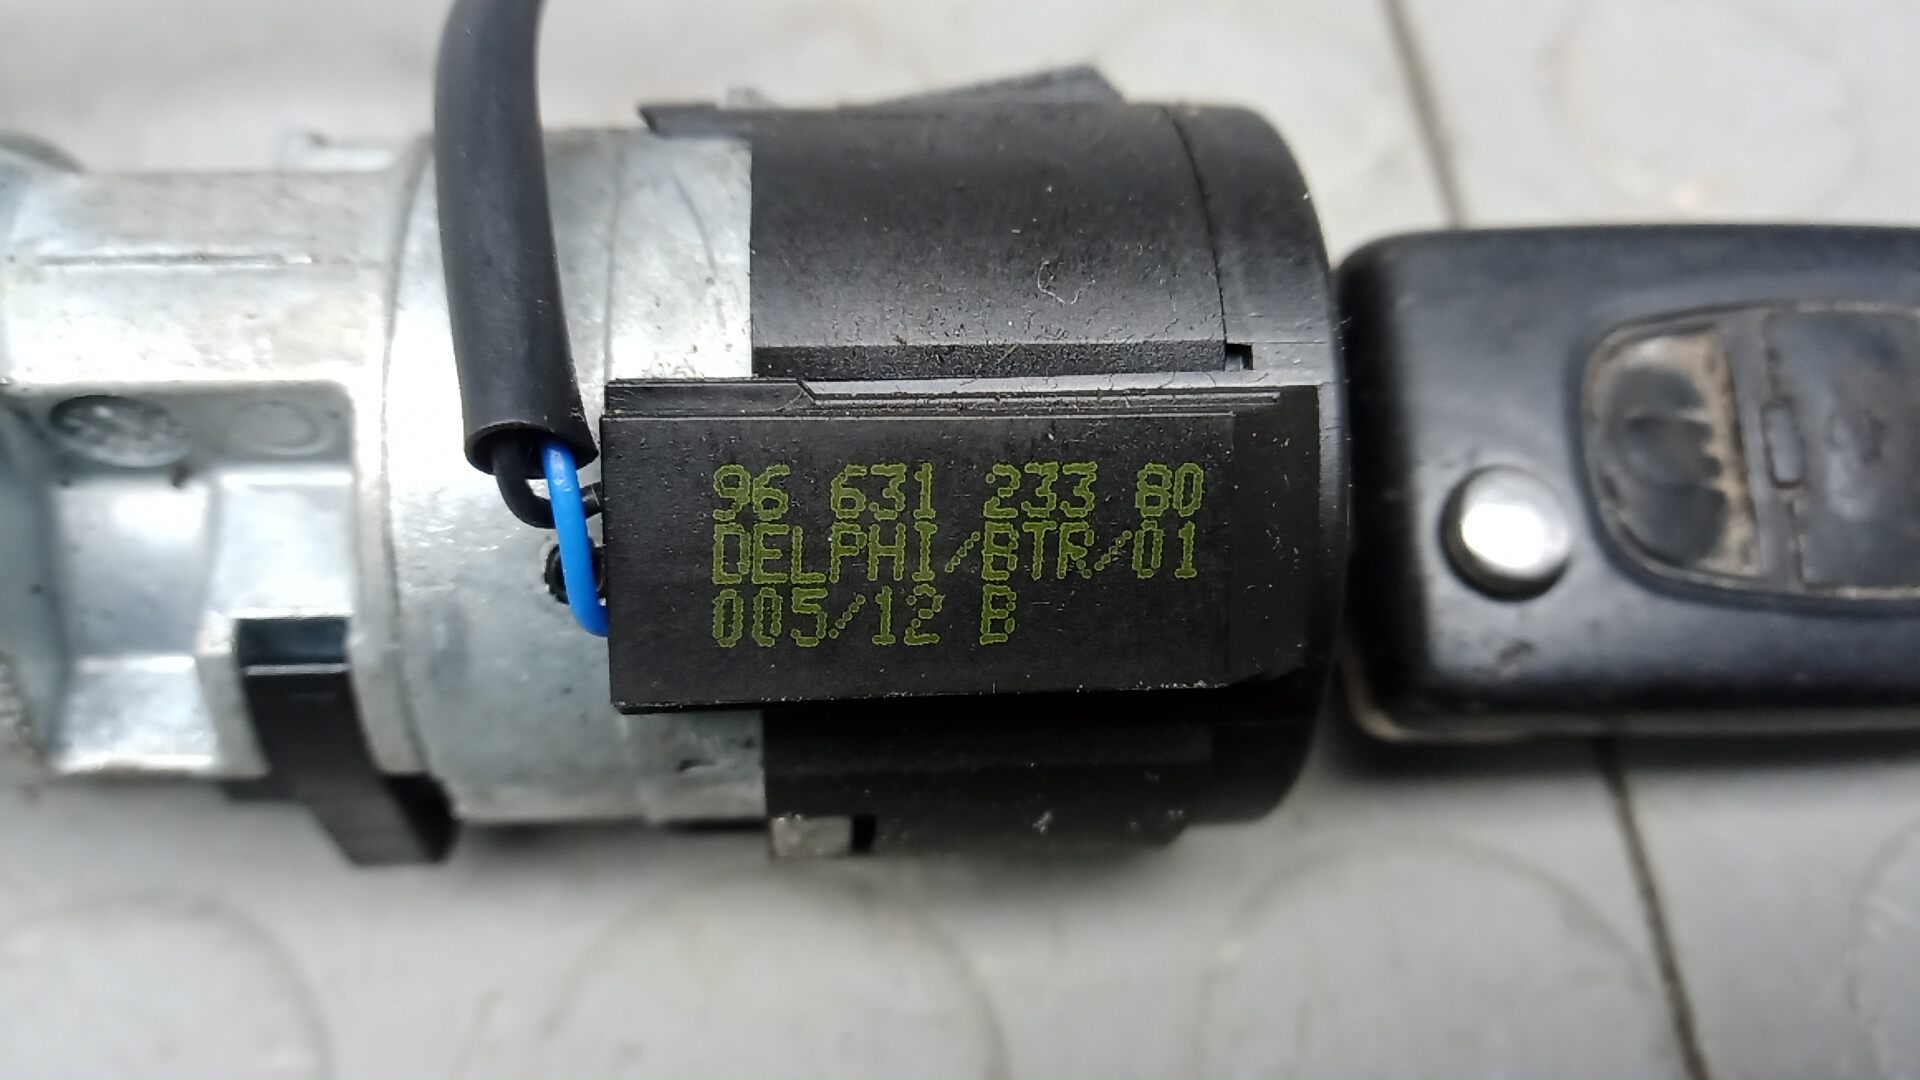 96 631 233 80
DELPHI/BTR/01
005/12 B